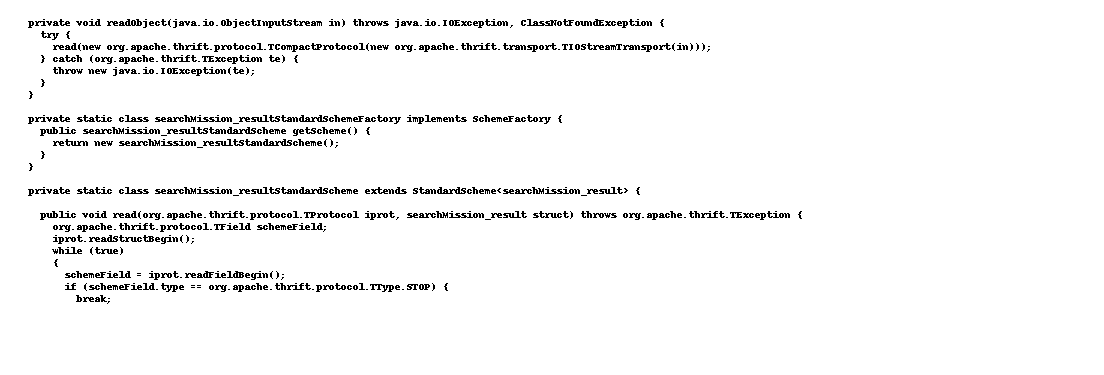 private void readObject(java.io.ObjectInputStream in) throws java.io.IOException, ClassNotFoundException {
try {
read(new org.apache.thrift.protocol.TCompactProtocol(new org.apache.thrift.transport.TIOStreamTransport(in)));
} catch (org.apache.thrift.TException te) {
throw new java.io.IOException(te);
}
}
private static class searchMission_resultStandardSchemeFactory implements SchemeFactory {
public searchMission_resultStandardScheme getScheme() {
return new searchMission_resultStandardScheme();
}
}
private static class searchMission_resultStandardScheme extends StandardScheme<searchMission_result> {
public void read(org.apache.thrift.protocol.TProtocol iprot, searchMission_result struct) throws org.apache.thrift.TException {
org.apache.thrift.protocol.TField schemeField;
iprot.readStructBegin();
while (true)
{
schemeField = iprot.readFieldBegin();
if (schemeField.type == org.apache.thrift.protocol.TType.STOP) {
break;